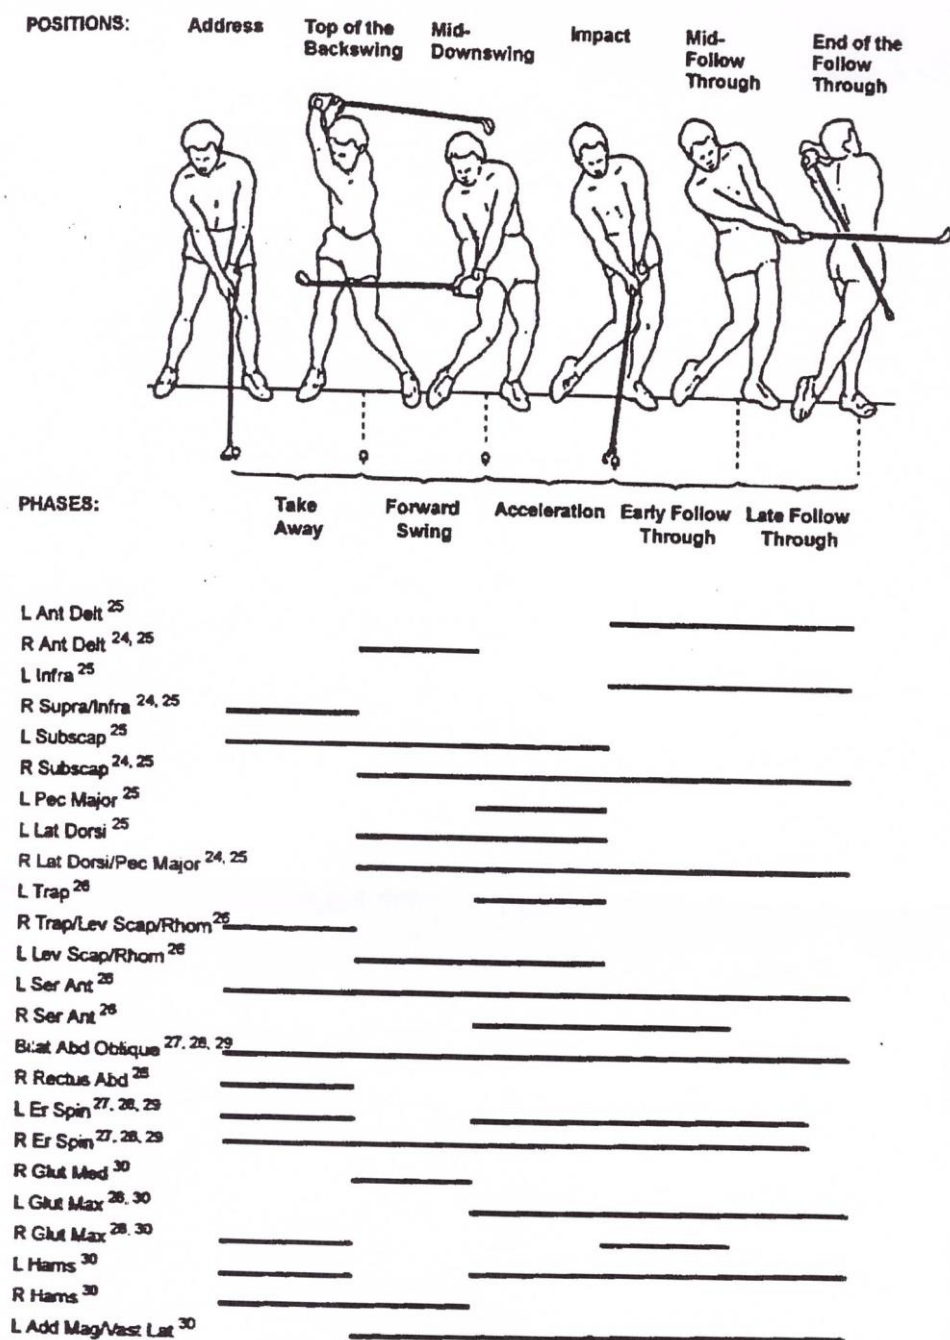 POSITIONS: Address Top of the Backswing Mid-Downswing Impact Mid-Follow Through End of the Follow Through
PHASES: Take Away Forward Swing Acceleration Early Follow Through Late Follow Through
L Ant Delt 25
R Ant Delt 24, 25
L Infra 25
R Supra/Infra 24, 25
L Subscap 25
R Subscap 24, 25
L Pec Major 25
L Lat Dorsi 25
R Lat Dorsi/Pec Major 24, 25
L Trap 26
R Trap/Lev Scap/Rhom 26
L Lev Scap/Rhom 26
L Ser Ant 26
R Ser Ant 26
Bilat Abd Oblique 27, 28, 29
R Rectus Abd 28
L Er Spin 27, 28, 29
R Er Spin 27, 28, 29
R Glut Med 30
L Glut Max 28, 30
R Glut Max 28, 30
L Hams 30
R Hams 30
L Add Mag/Vast Lat 30